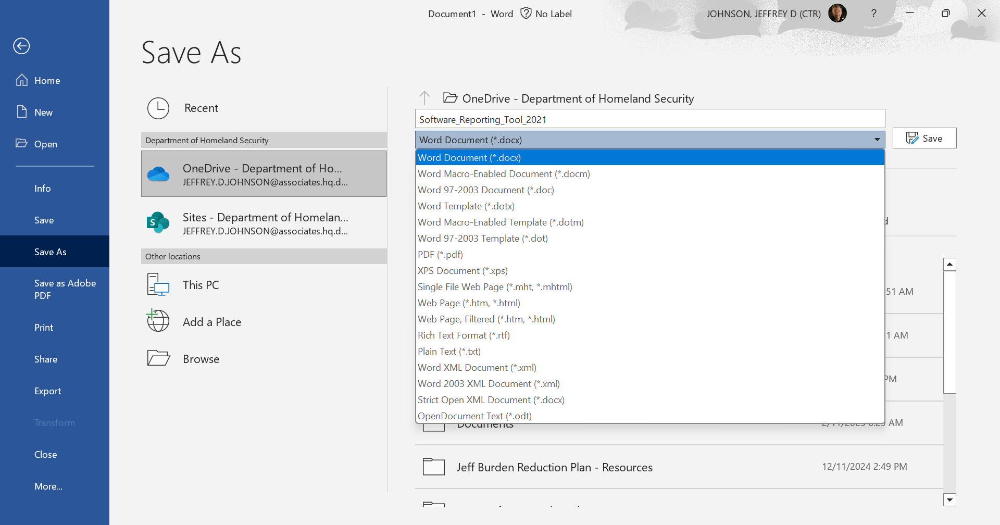 Document1 - Word No Label
JOHNSON, JEFFREY D (CTR)
?
Home
New
Open
Info
Save
Save As
Save as Adobe
PDF
Print
Share
Export
Transform
Close
More...
Save As
Recent
Department of Homeland Security
OneDrive - Department of Ho...
JEFFREY.D.JOHNSON@associates.hq.d...
S
Sites - Department of Homelan...
JEFFREY.D.JOHNSON@associates.hq.d...
Other locations
This PC
Add a Place
Browse
OneDrive - Department of Homeland Security
Software_Reporting_Tool_2021
Word Document (*.docx)
Save
Word Document (*.docx)
Word Macro-Enabled Document (*.docm)
Word 97-2003 Document (*.doc)
Word Template (*.dotx)
Word Macro-Enabled Template (*.dotm)
Word 97-2003 Template (*.dot)
PDF (*.pdf)
XPS Document (*.xps)
Single File Web Page (*.mht, *.mhtml)
Web Page (*.htm, *.html)
Web Page, Filtered (*.htm, *.html)
Rich Text Format (*.rtf)
Plain Text (*.txt)
Word XML Document (*.xml)
Word 2003 XML Document (*.xml)
Strict Open XML Document (*.docx)
OpenDocument Text (*.odt)
51 AM
1 AM
PM
Documents AM
Jeff Burden Reduction Plan - Resources 12/11/2024 2:49 PM